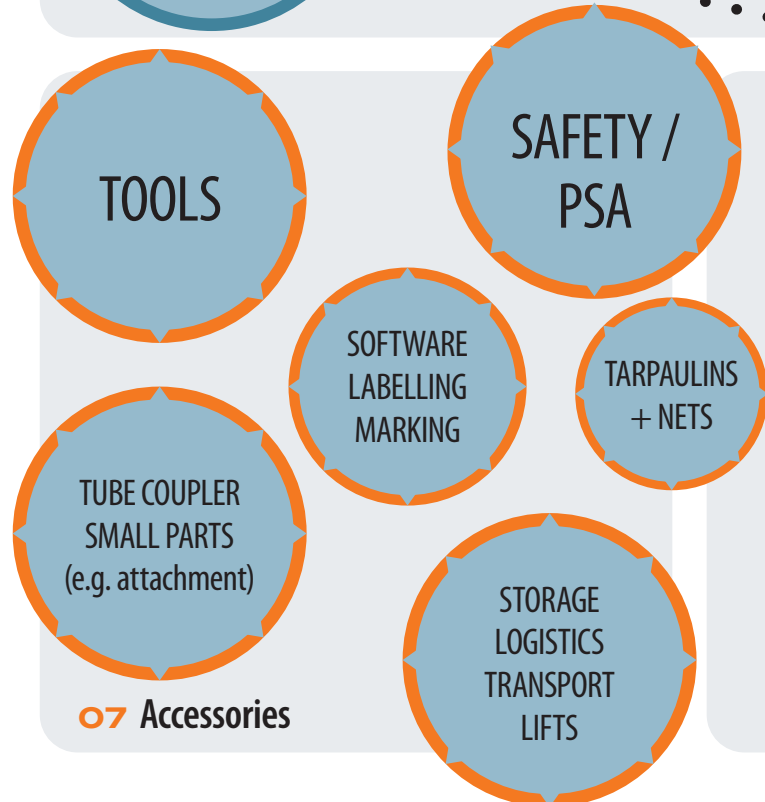 TOOLS
SAFETY /
PSA
SOFTWARE
LABELLING
MARKING
TARPAULINS
+ NETS
TUBE COUPLER
SMALL PARTS
(e.g. attachment)
STORAGE
LOGISTICS
TRANSPORT
LIFTS
07 Accessories